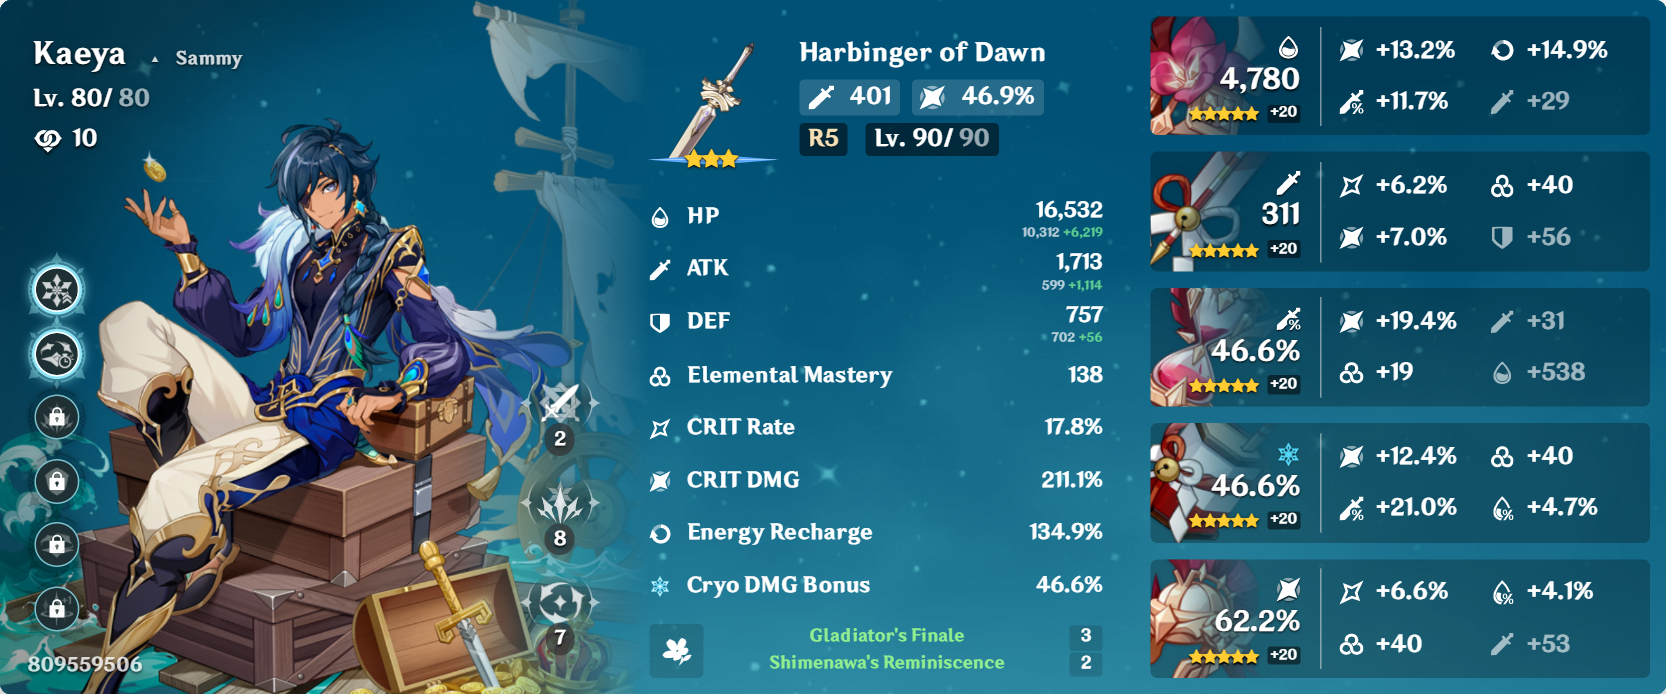 Kaeya ▲ Sammy
Lv. 80/ 80
10
2
8
7
809559506
Harbinger of Dawn
401 46.9%
R5 Lv. 90/ 90
HP 16,532
10,312 +6,219
ATK 1,713
599 +1,114
DEF 757
702 +56
Elemental Mastery 138
CRIT Rate 17.8%
CRIT DMG 211.1%
Energy Recharge 134.9%
Cryo DMG Bonus 46.6%
Gladiator's Finale 3
Shimenawa's Reminiscence 2
4,780
+20
+13.2% +14.9%
+11.7% +29
311
+20
+6.2% +40
+7.0% +56
46.6%
+20
+19.4% +31
+19 +538
46.6%
+20
+12.4% +40
+21.0% +4.7%
62.2%
+20
+6.6% +4.1%
+40 +53